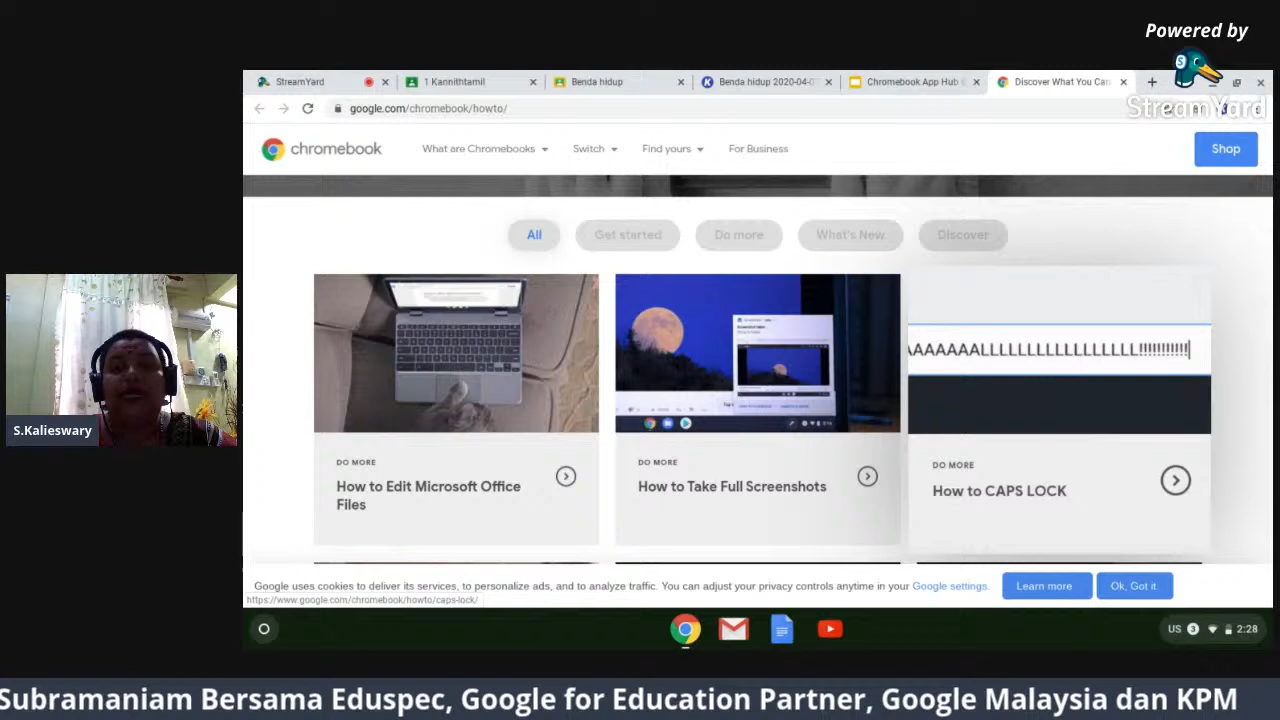 Powered by
StreamYard
StreamYard
1 Kannithtamil
Benda hidup
Benda hidup 2020-04-0
Chromebook App Hub
Discover What You Can
google.com/chromebook/howto/
chromebook
What are Chromebooks
Switch
Find yours
For Business
Shop
All
Get started
Do more
What's New
Discover
AAAAAALLLLLLLLLLLLLLLLL!!!!!!!!!!!
DO MORE
How to Edit Microsoft Office
Files
DO MORE
How to Take Full Screenshots
DO MORE
How to CAPS LOCK
S.Kalieswary
Google uses cookies to deliver its services, to personalize ads, and to analyze traffic. You can adjust your privacy controls anytime in your Google settings.
Learn more
Ok, Got it.
https://www.google.com/chromebook/howto/caps-lock/
US 3 2:28
Subramaniam Bersama Eduspec, Google for Education Partner, Google Malaysia dan KPM